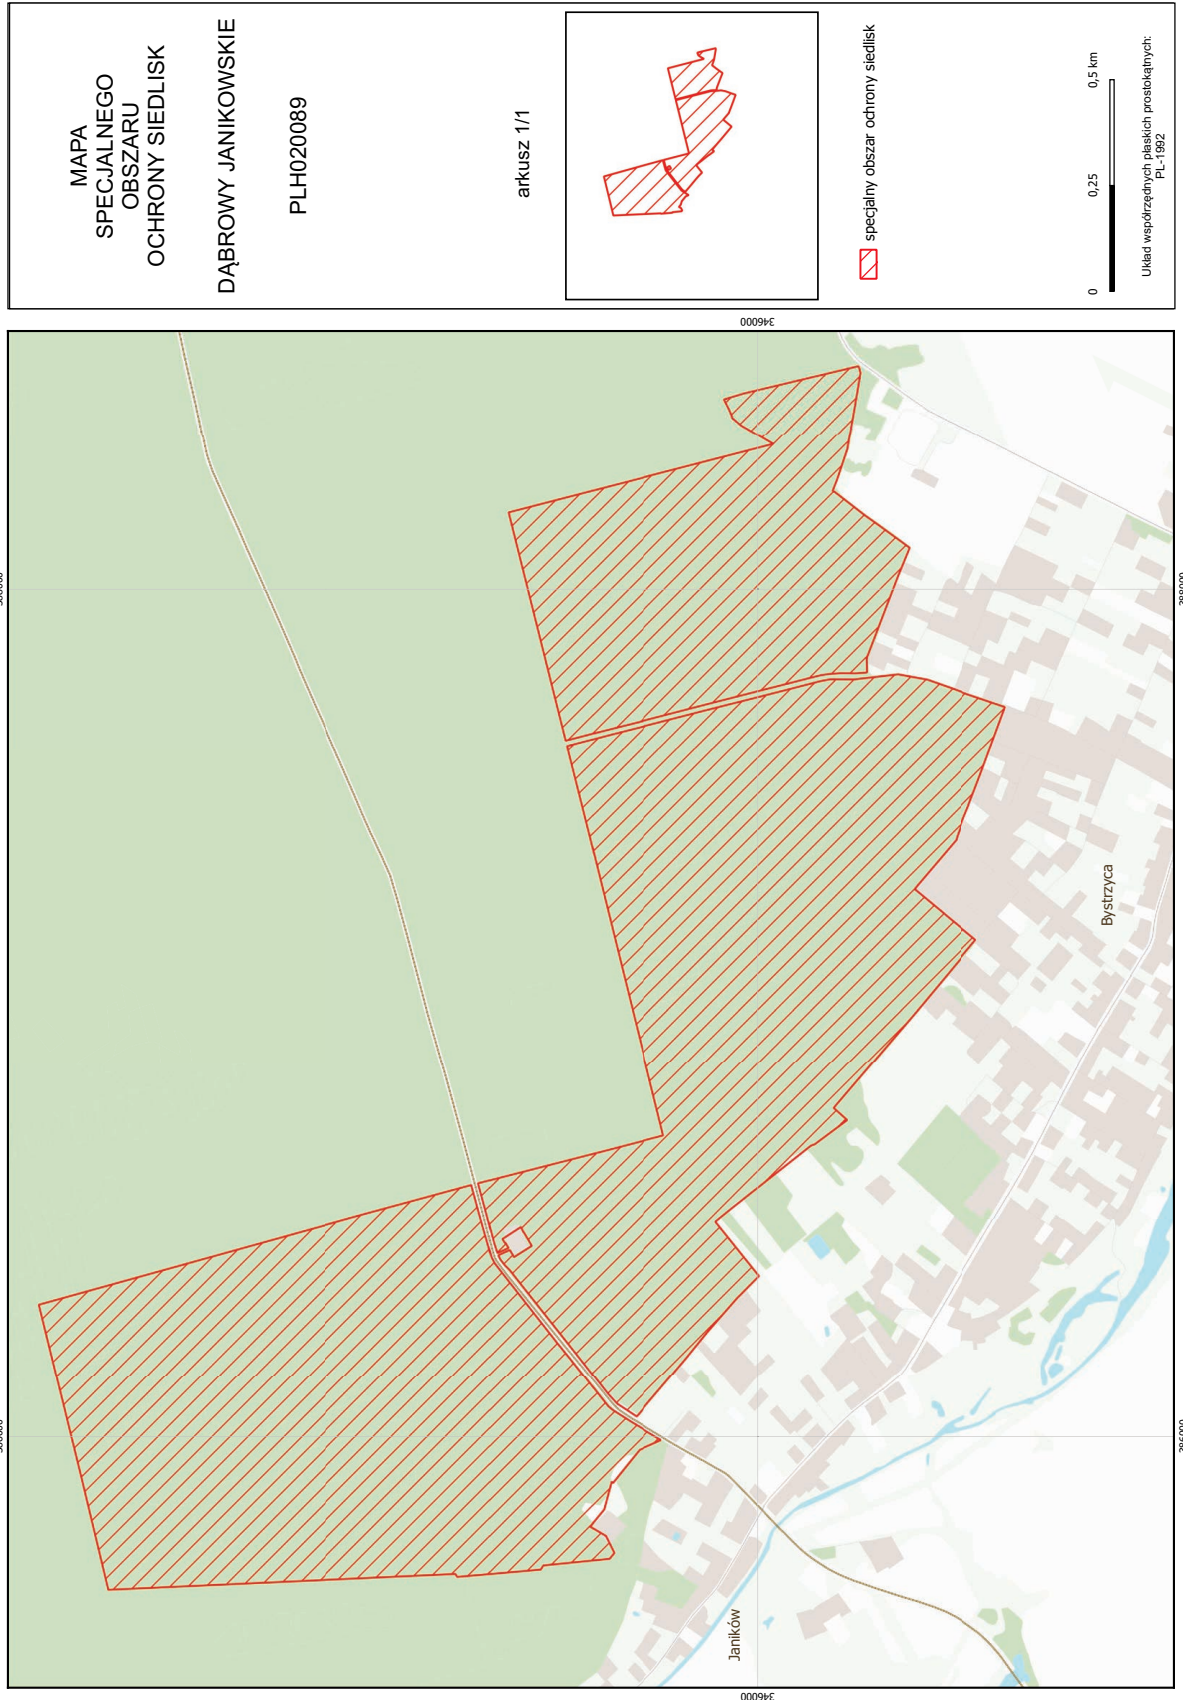 MAPA
SPECJALNEGO
OBSZARU
OCHRONY SIEDLISK
DĄBROWY JANIKOWSKIE
PLH020089
arkusz 1/1
specjalny obszar ochrony siedlisk
0 0,25 0,5 km
Układ współrzędnych płaskich prostokątnych:
PL-1992
346000
388000
Bystrzyca
Janików
346000